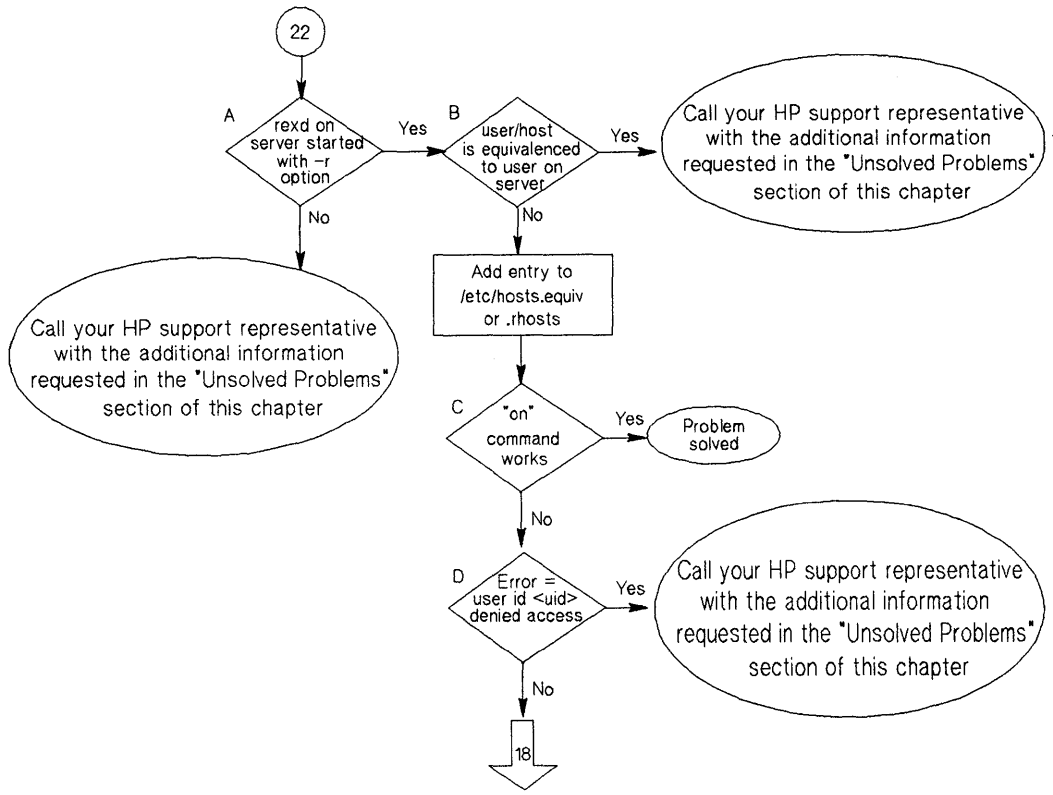 22
A
rexd on
server started
with -r
option
Yes
No
B
user/host
is equivalenced
to user on
server
Yes
No
Call your HP support representative
with the additional information
requested in the "Unsolved Problems"
section of this chapter
Call your HP support representative
with the additional information
requested in the "Unsolved Problems"
section of this chapter
Add entry to
/etc/hosts.equiv
or .rhosts
C
"on"
command
works
Yes
Problem
solved
No
D
Error =
user id <uid>
denied access
Yes
Call your HP support representative
with the additional information
requested in the "Unsolved Problems"
section of this chapter
No
18